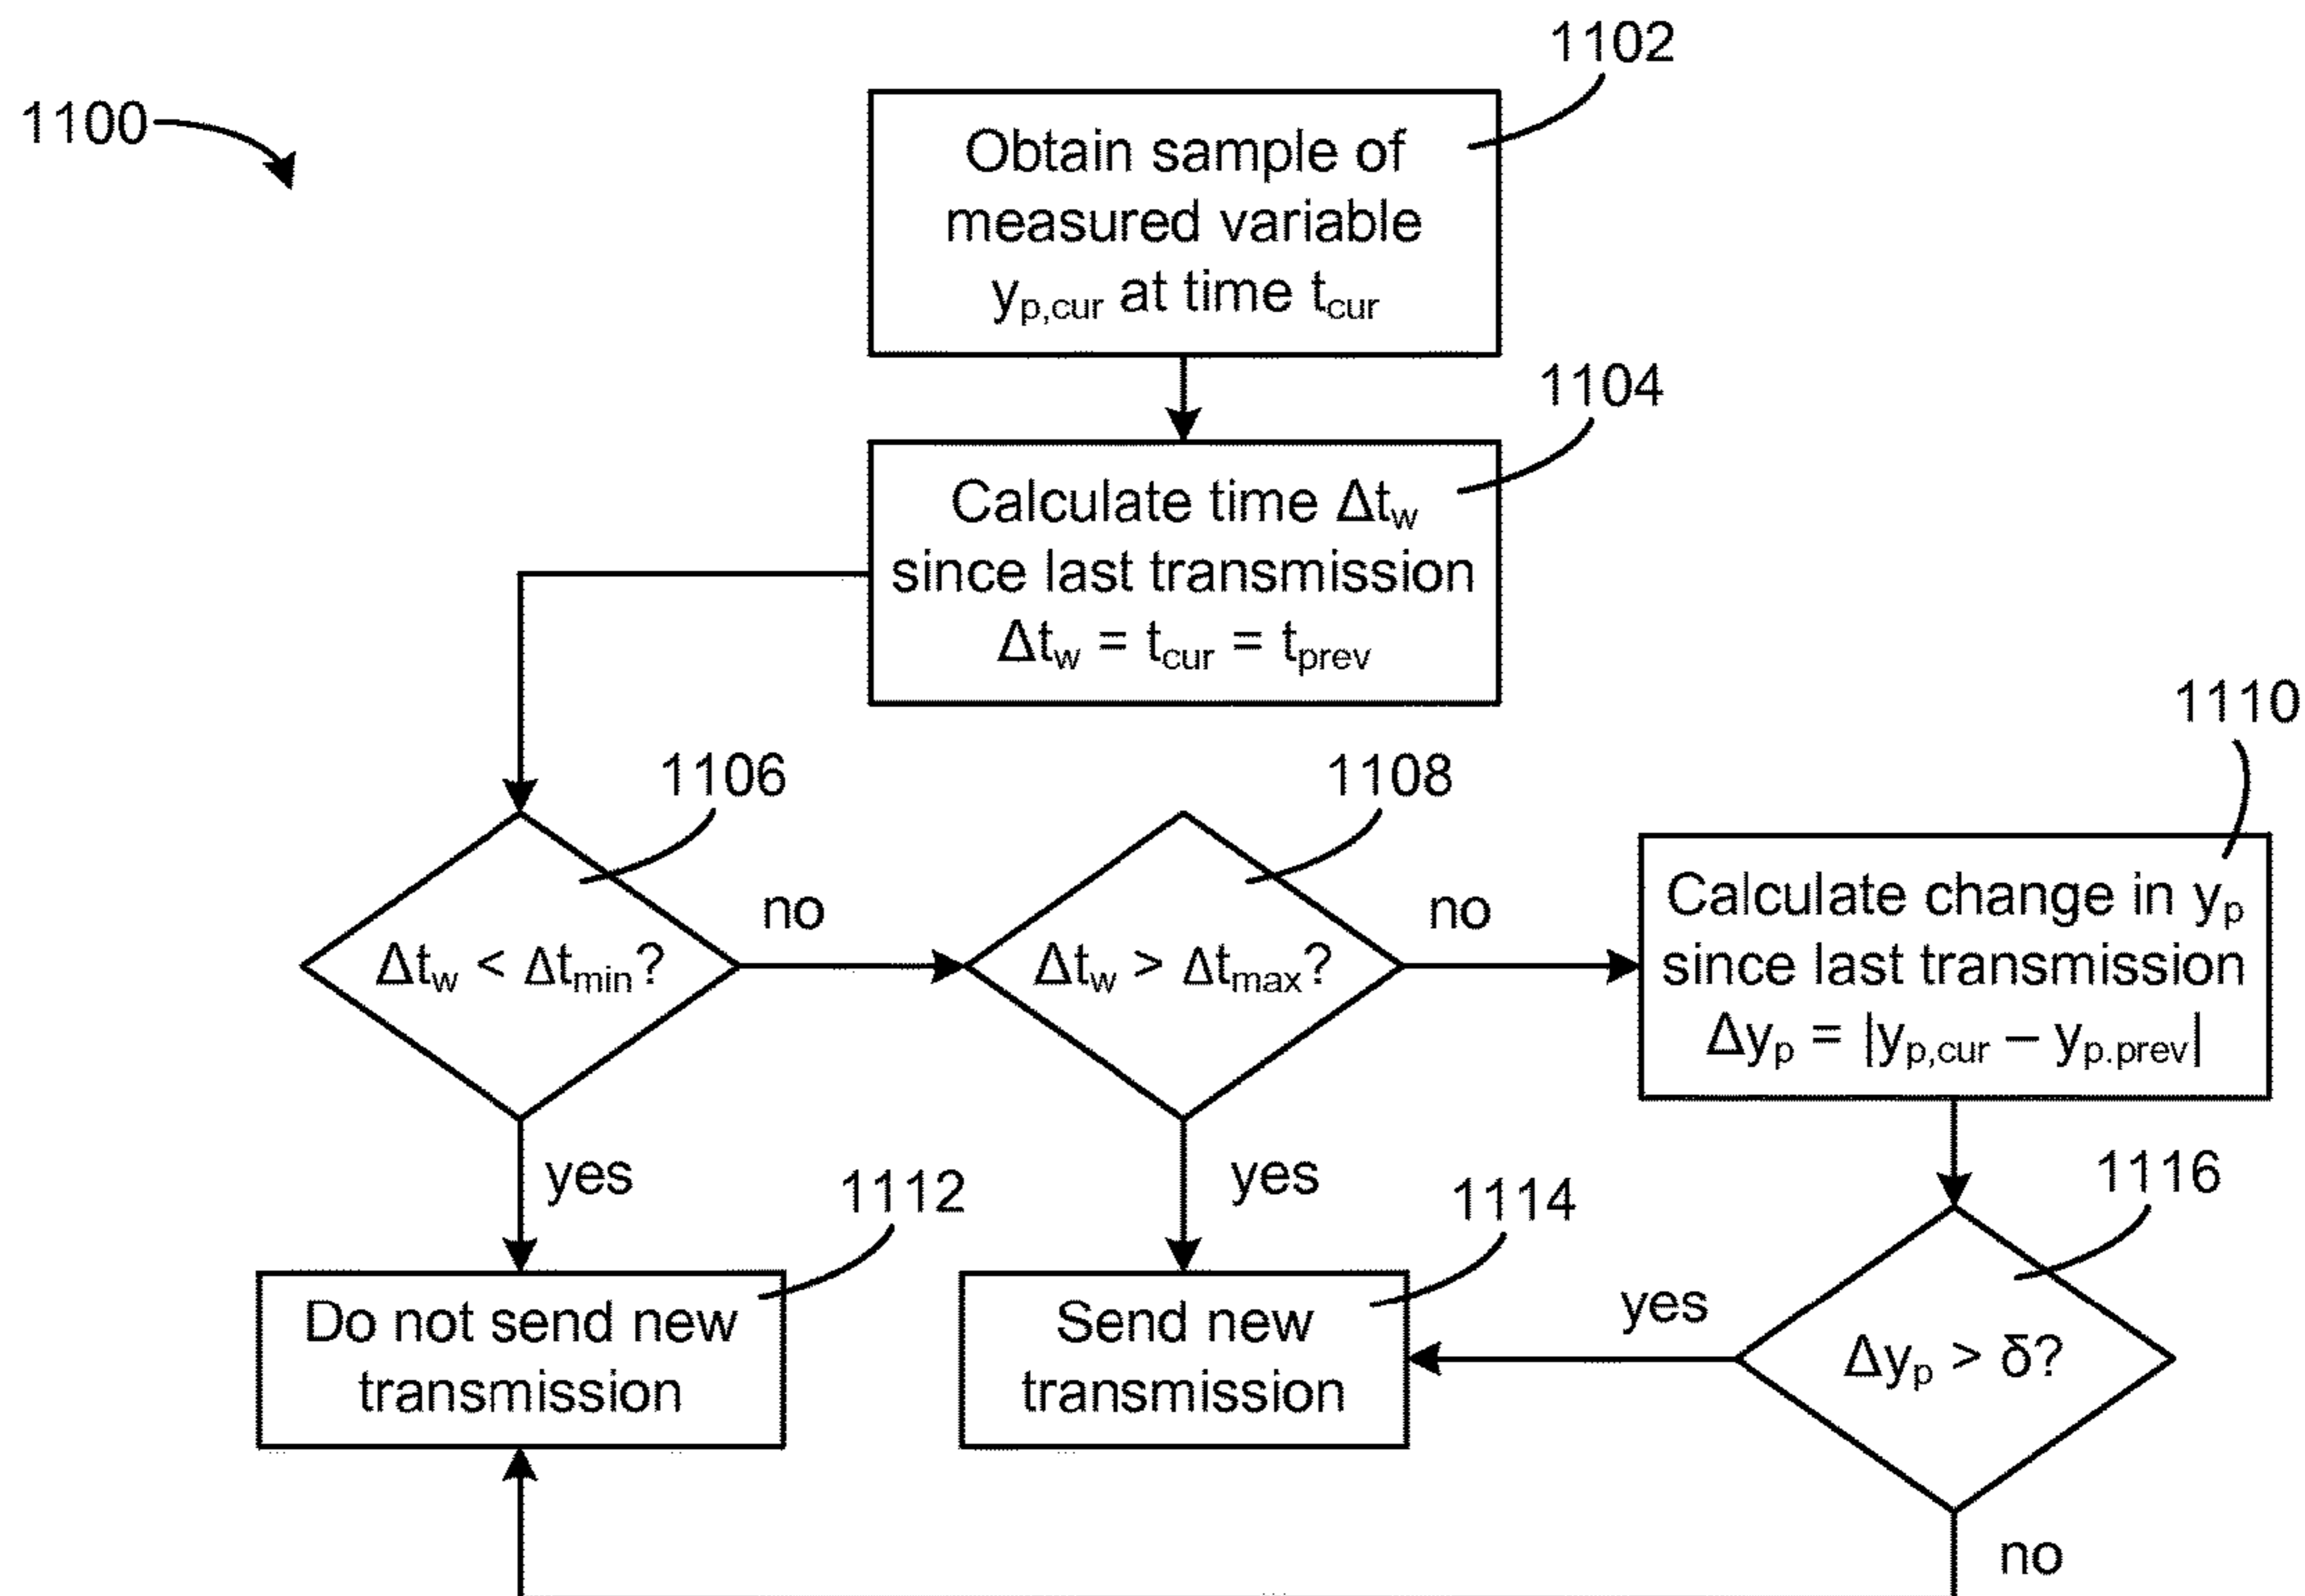 1102
1100
Obtain sample of
measured variable
yp,cur at time tcur
1104
Calculate time Δtw
since last transmission
Δtw = tcur = tprev
1110
1106
1108
Calculate change in yp
since last transmission
Δyp = |yp,cur – yp.prev|
no
no
Δtw < Δtmin?
Δtw > Δtmax?
yes
1112
yes
1114
1116
Do not send new
transmission
Send new
transmission
yes
Δyp > δ?
no